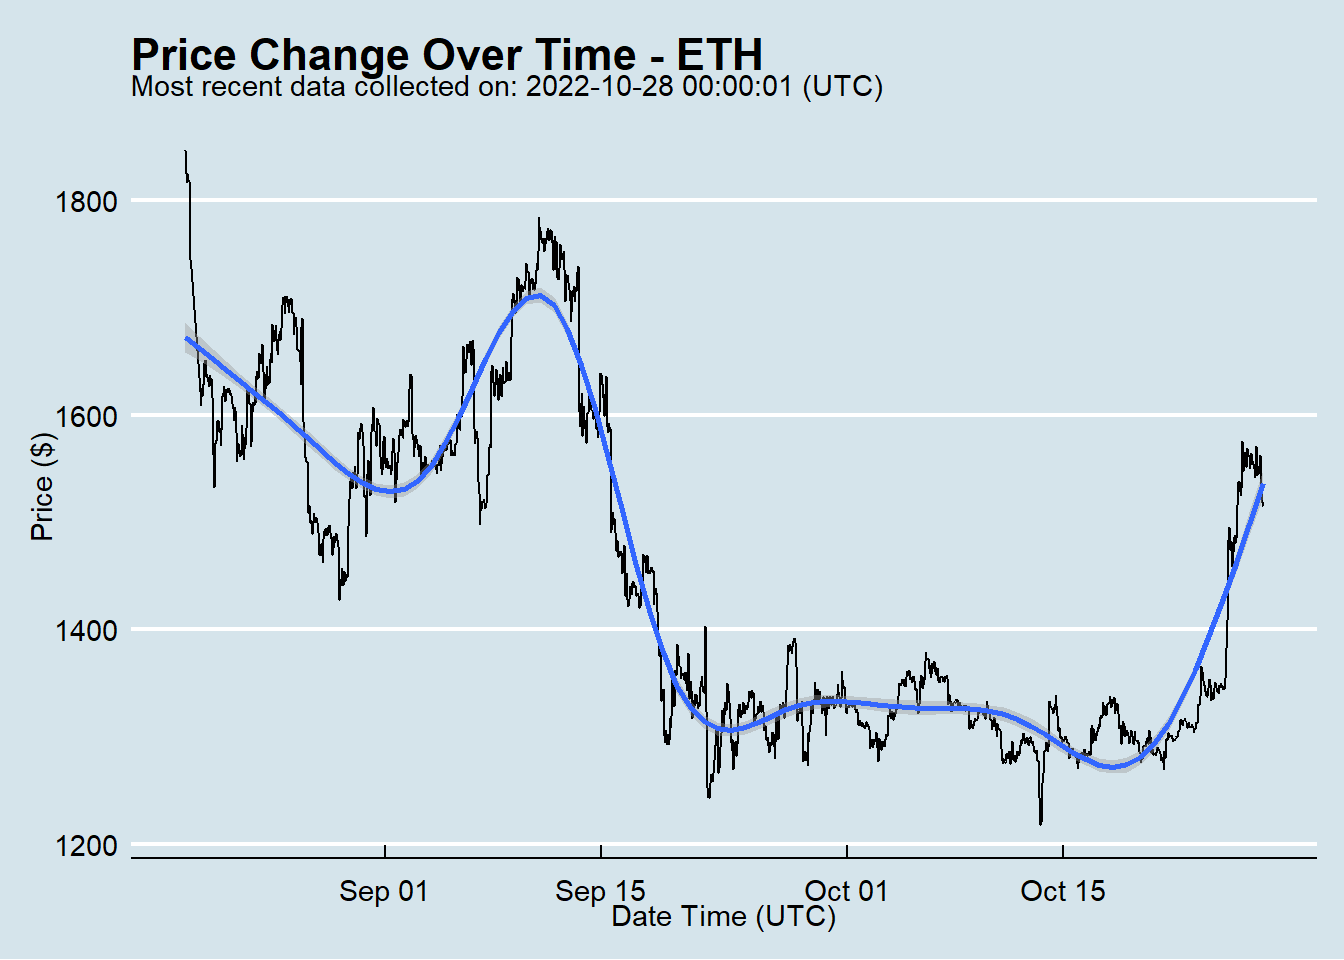 Price Change Over Time - ETH
Most recent data collected on: 2022-10-28 00:00:01 (UTC)
1800
1600
1400
1200
Price ($)
Sep 01
Sep 15
Oct 01
Oct 15
Date Time (UTC)